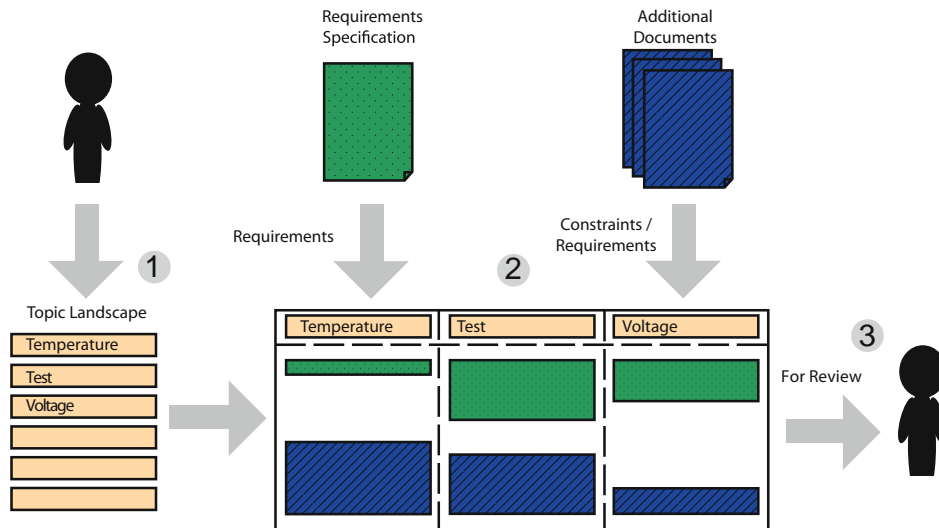 Requirements
Specification
Additional
Documents
Requirements
Constraints /
Requirements
1
2
Topic Landscape
Temperature
Test
Voltage
Temperature
Test
Voltage
3
For Review